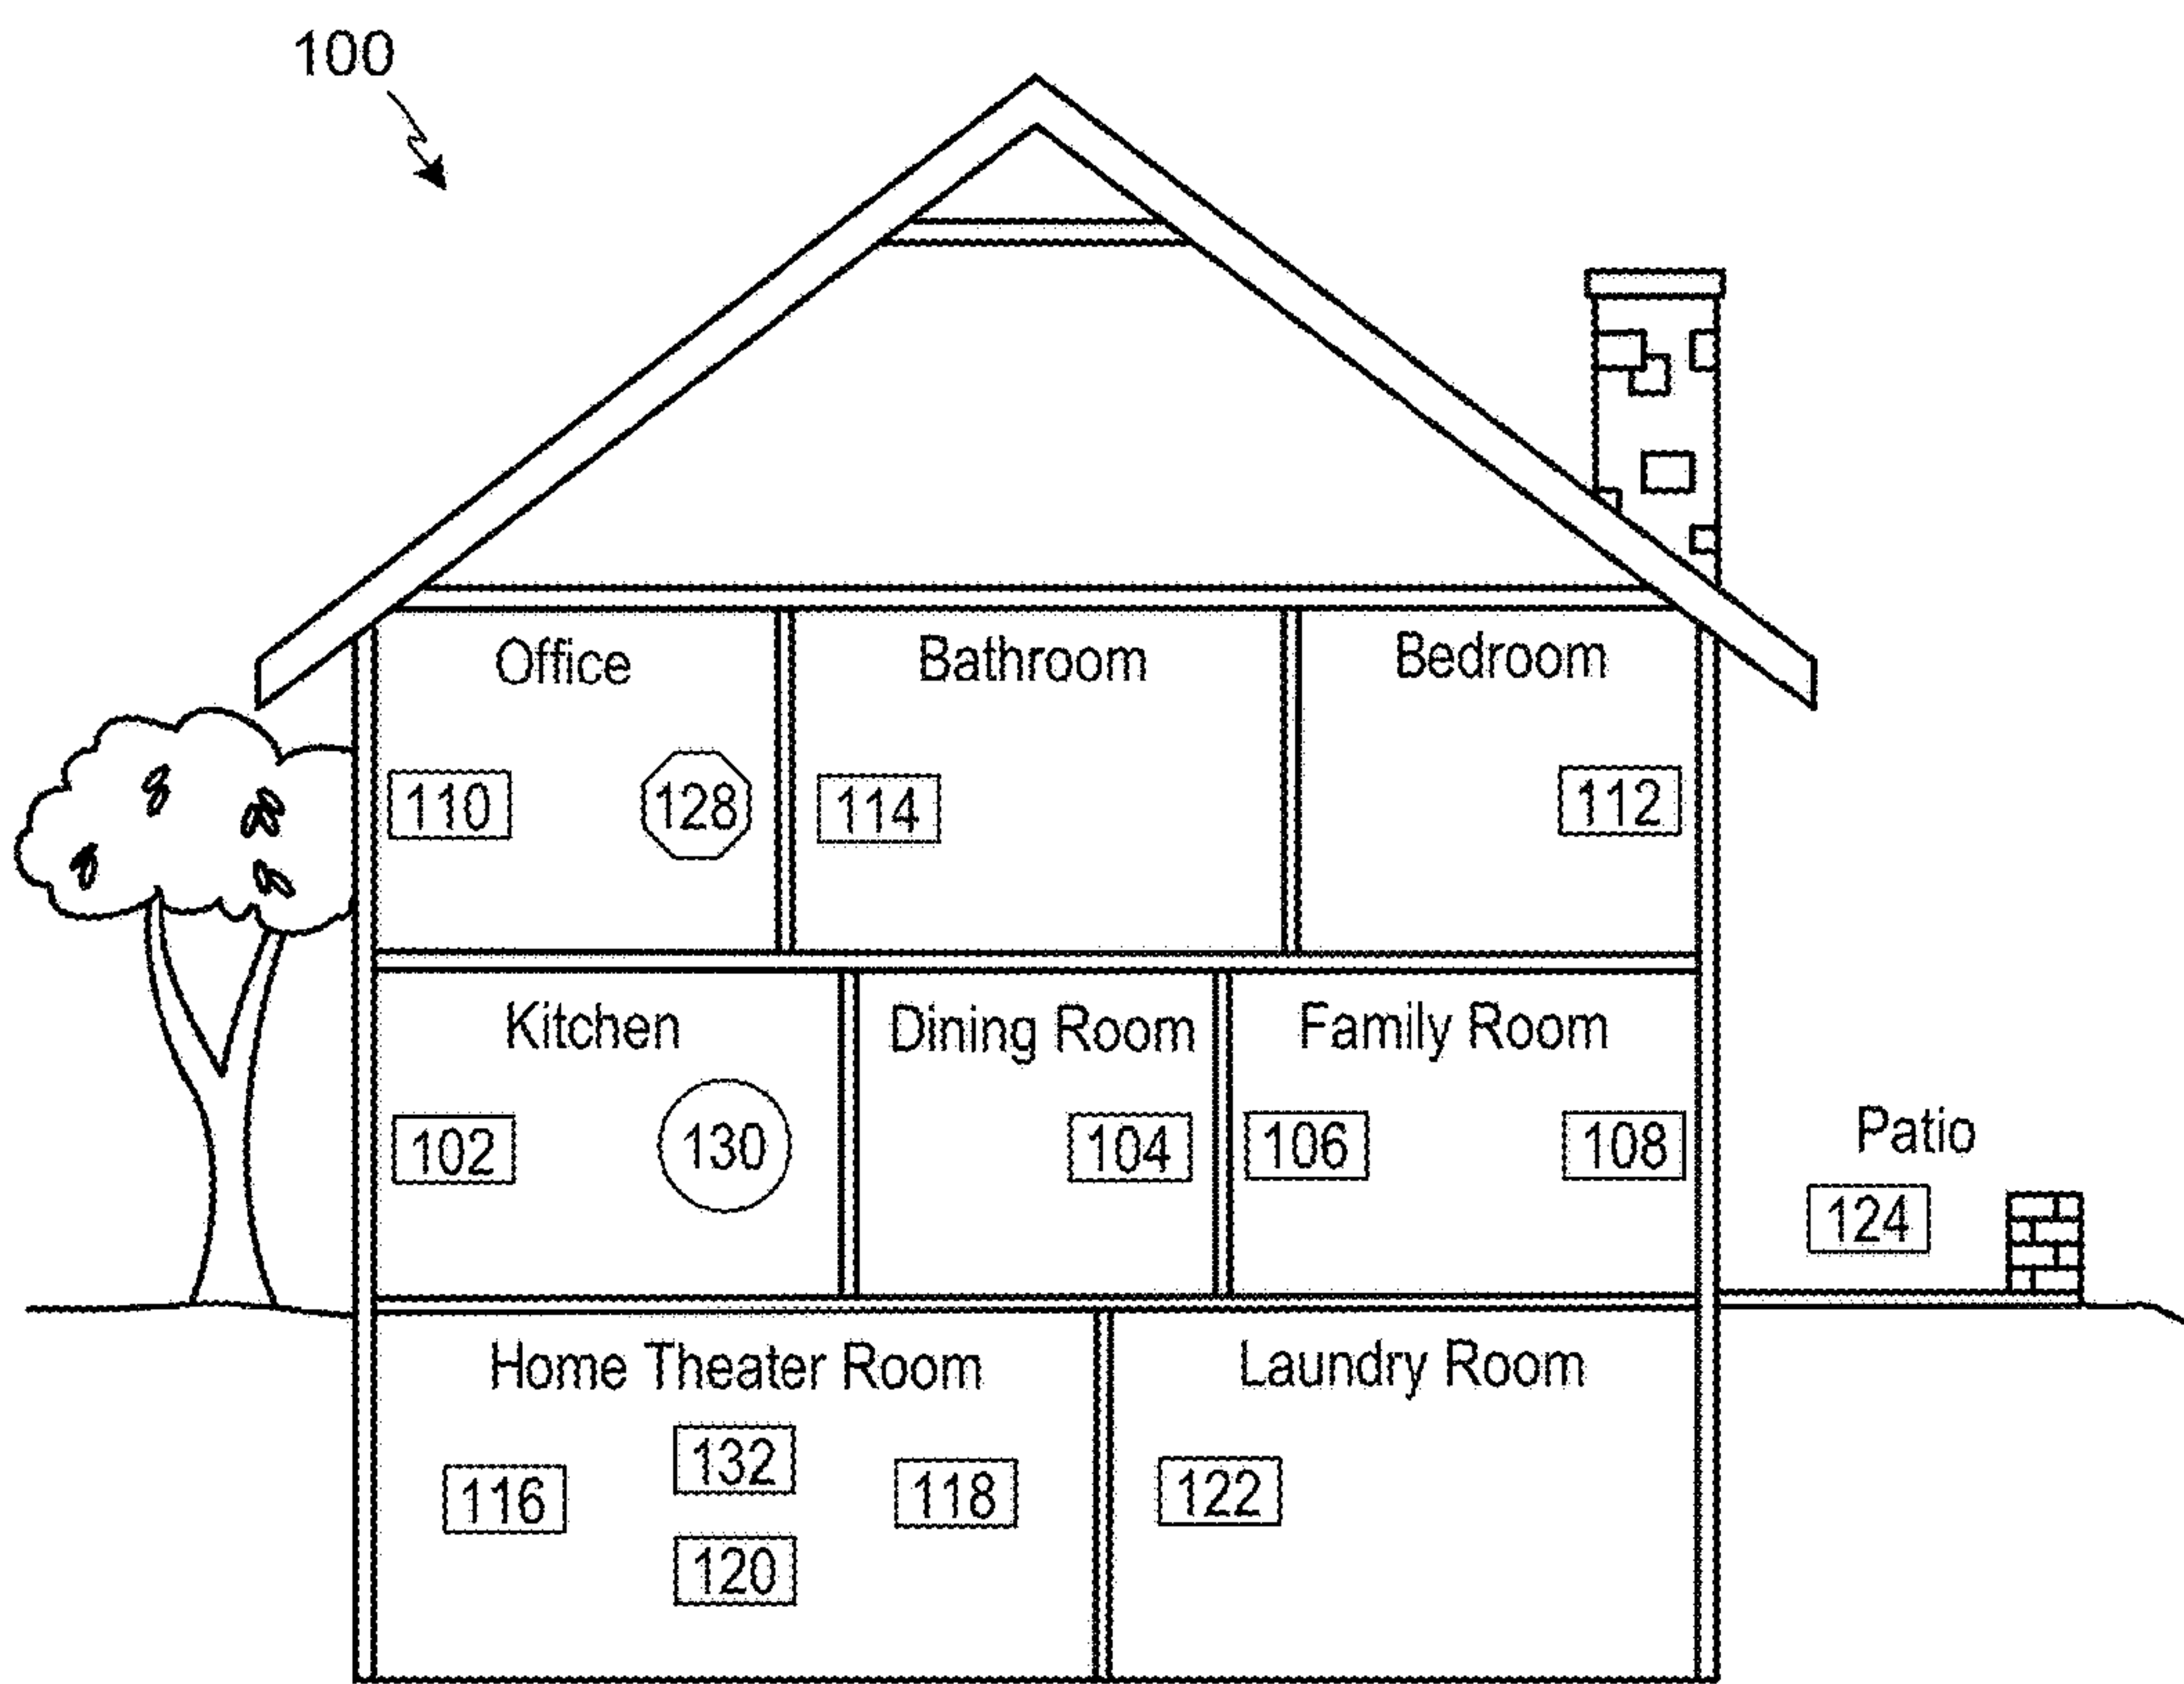 100
Office
Bathroom
Bedroom
110
128
114
112
Kitchen
Dining Room
Family Room
102
130
104
106
108
Patio
124
Home Theater Room
Laundry Room
132
116
118
122
120